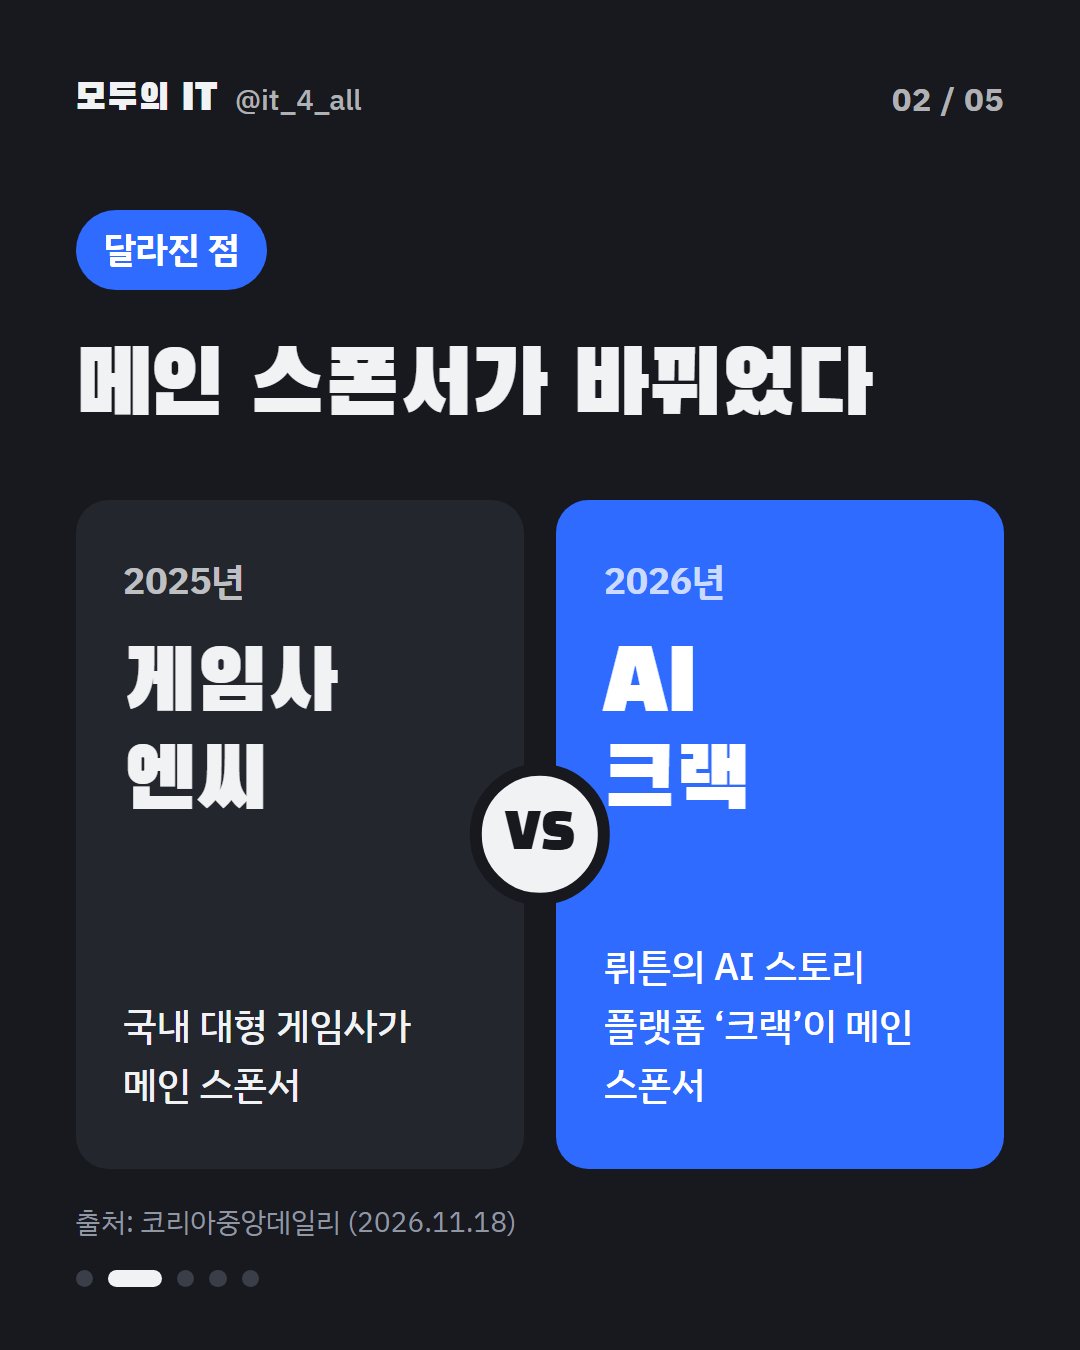 모두의 IT @it_4_all
02 / 05
달라진 점
메인 스폰서가 바뀌었다
2025년
게임사
엔씨
국내 대형 게임사가
메인 스폰서
VS
2026년
AI
크랙
뤼튼의 AI 스토리
플랫폼 ‘크랙’이 메인
스폰서
출처: 코리아중앙데일리 (2026.11.18)